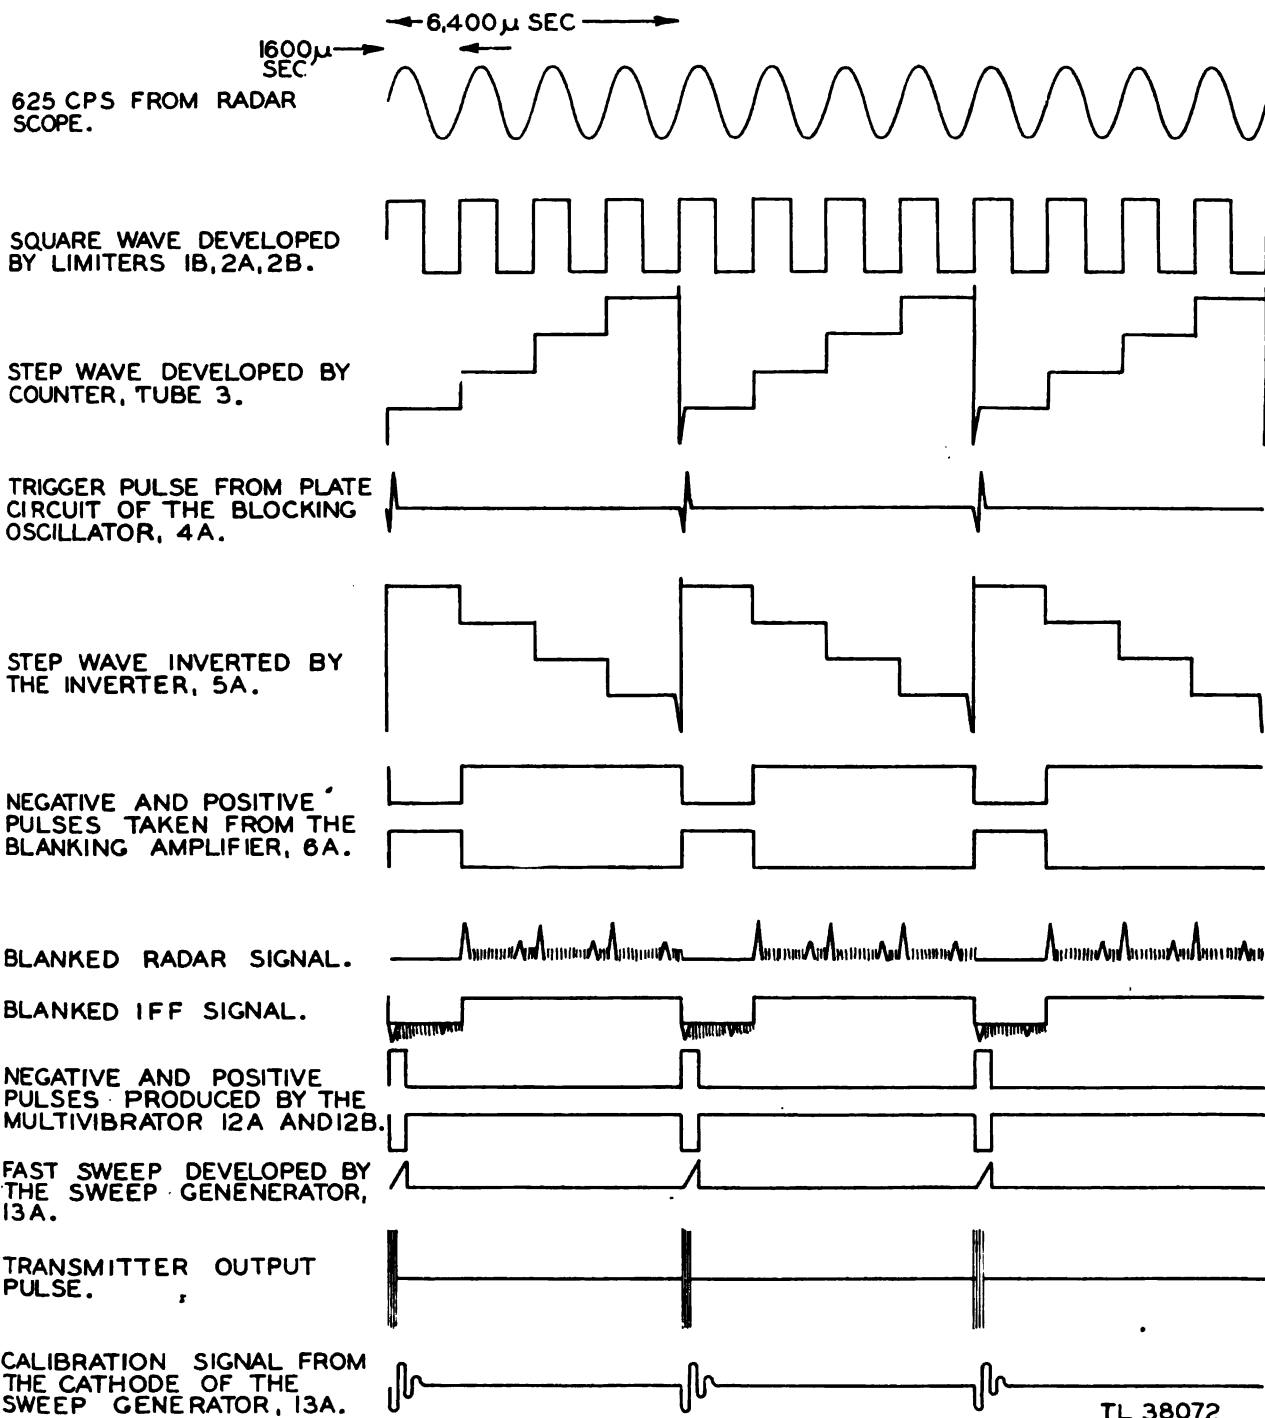 6,400μ SEC
1600μ
SEC
625 CPS FROM RADAR
SCOPE.
SQUARE WAVE DEVELOPED
BY LIMITERS 1B, 2A, 2B.
STEP WAVE DEVELOPED BY
COUNTER, TUBE 3.
TRIGGER PULSE FROM PLATE
CIRCUIT OF THE BLOCKING
OSCILLATOR, 4A.
STEP WAVE INVERTED BY
THE INVERTER, 5A.
NEGATIVE AND POSITIVE
PULSES TAKEN FROM THE
BLANKING AMPLIFIER, 6A.
BLANKED RADAR SIGNAL.
BLANKED IFF SIGNAL.
NEGATIVE AND POSITIVE
PULSES PRODUCED BY THE
MULTIVIBRATOR 12A AND 12B.
FAST SWEEP DEVELOPED BY
THE SWEEP GENENERATOR,
13A.
TRANSMITTER OUTPUT
PULSE.
CALIBRATION SIGNAL FROM
THE CATHODE OF THE
SWEEP GENERATOR, 13A.
TL 38072